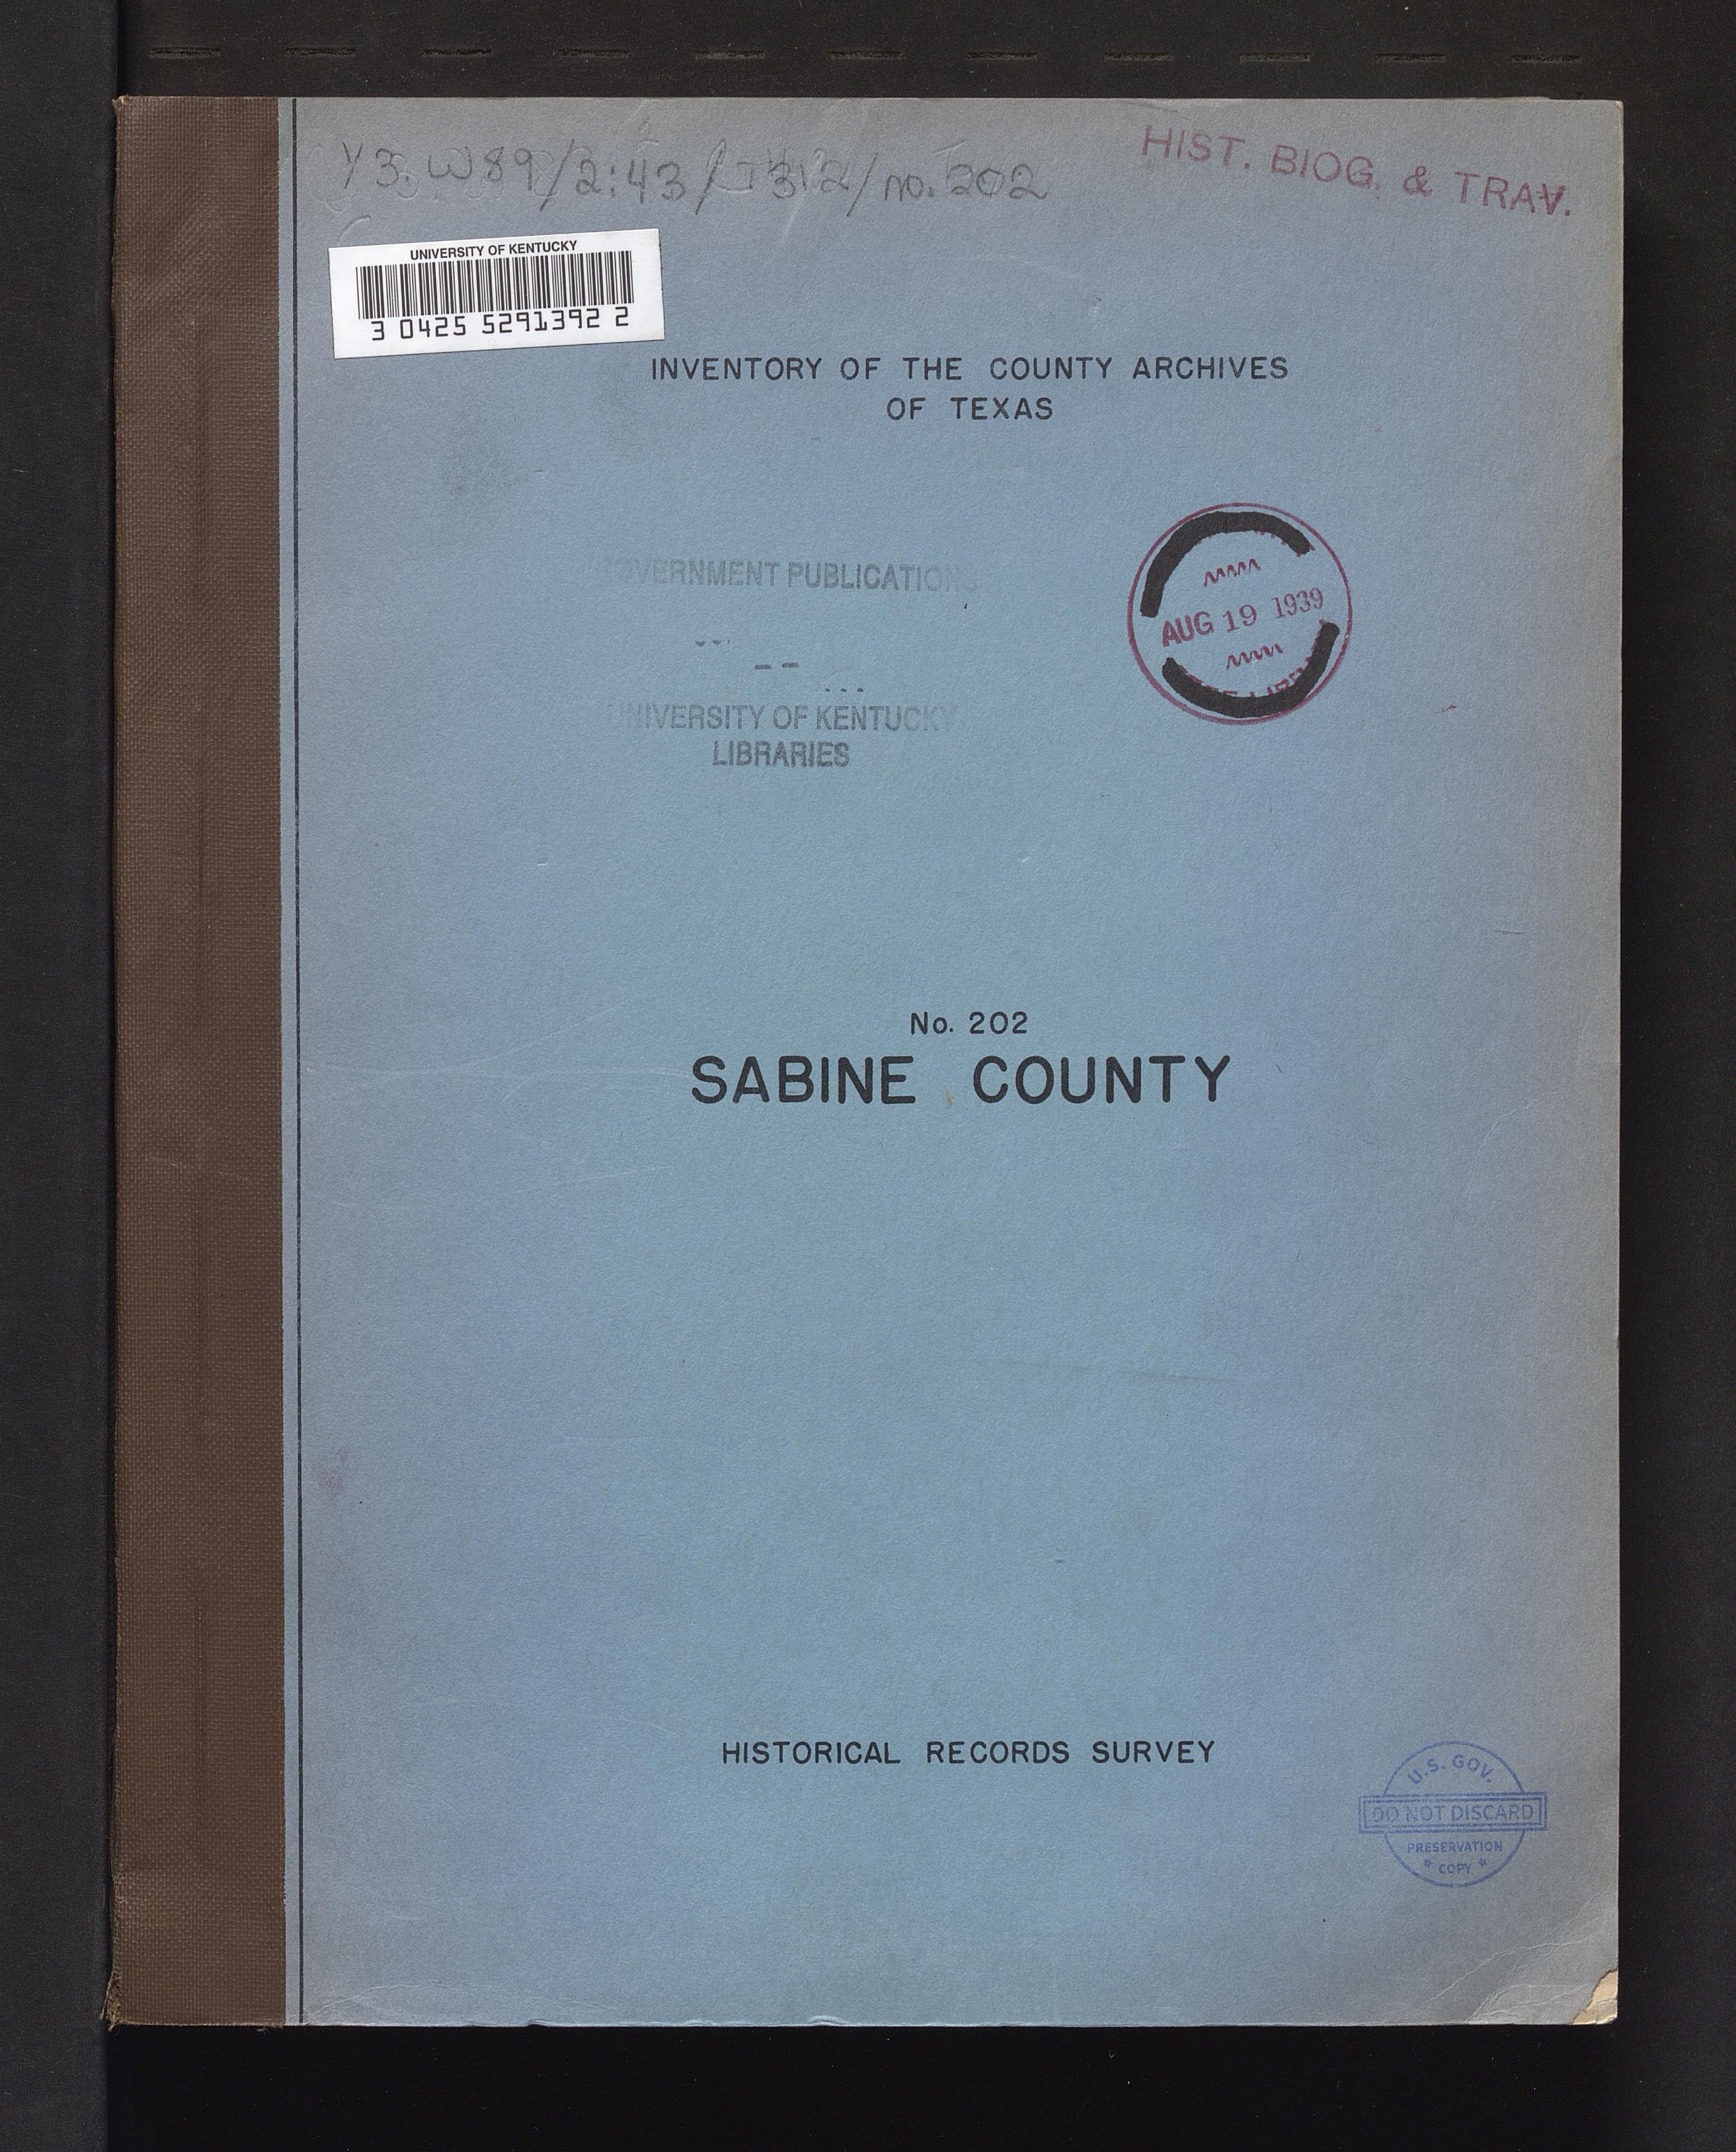 Y3.W89/2:43/T312/no.202
HIST. BIOG. & TRAV.
UNIVERSITY OF KENTUCKY
3 0425 5291392 2
INVENTORY OF THE COUNTY ARCHIVES
OF TEXAS
GOVERNMENT PUBLICATIONS
AUG 19 1939
UNIVERSITY OF KENTUCKY
LIBRARIES
No. 202
SABINE COUNTY
HISTORICAL RECORDS SURVEY
U.S. GOV.
DO NOT DISCARD
PRESERVATION
* COPY *